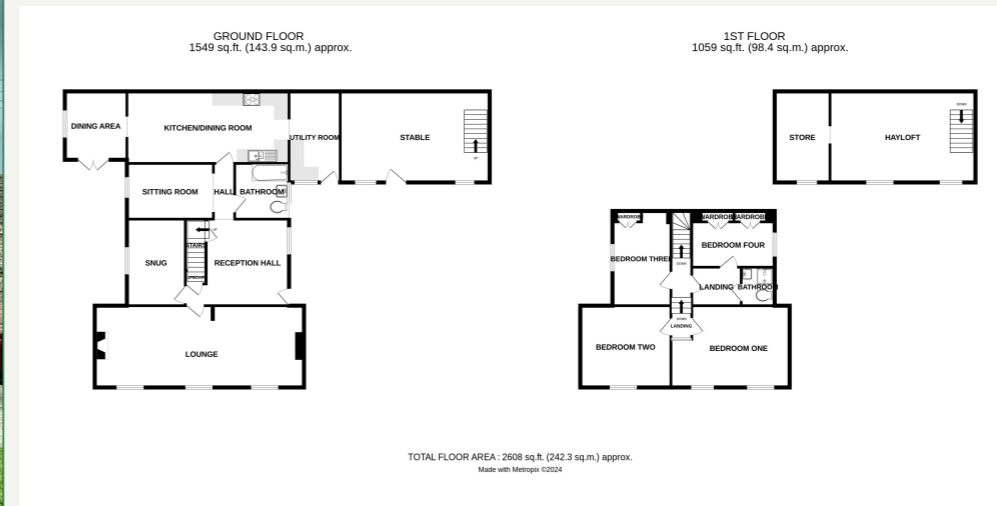 GROUND FLOOR
1549 sq.ft. (143.9 sq.m.) approx.
1ST FLOOR
1059 sq.ft. (98.4 sq.m.) approx.
DINING AREA
KITCHEN/DINING ROOM
UTILITY ROOM
STABLE
UP
SITTING ROOM
HALL
BATHROOM
SNUG
STAIRS
UP
RECEPTION HALL
LOUNGE
STORE
HAYLOFT
DOWN
WARDROBE
WARDROBE
WARDROBE
BEDROOM THREE
BEDROOM FOUR
DOWN
LANDING
BATHROOM
DOWN
LANDING
BEDROOM TWO
BEDROOM ONE
TOTAL FLOOR AREA : 2608 sq.ft. (242.3 sq.m.) approx.
Made with Metropix ©2024